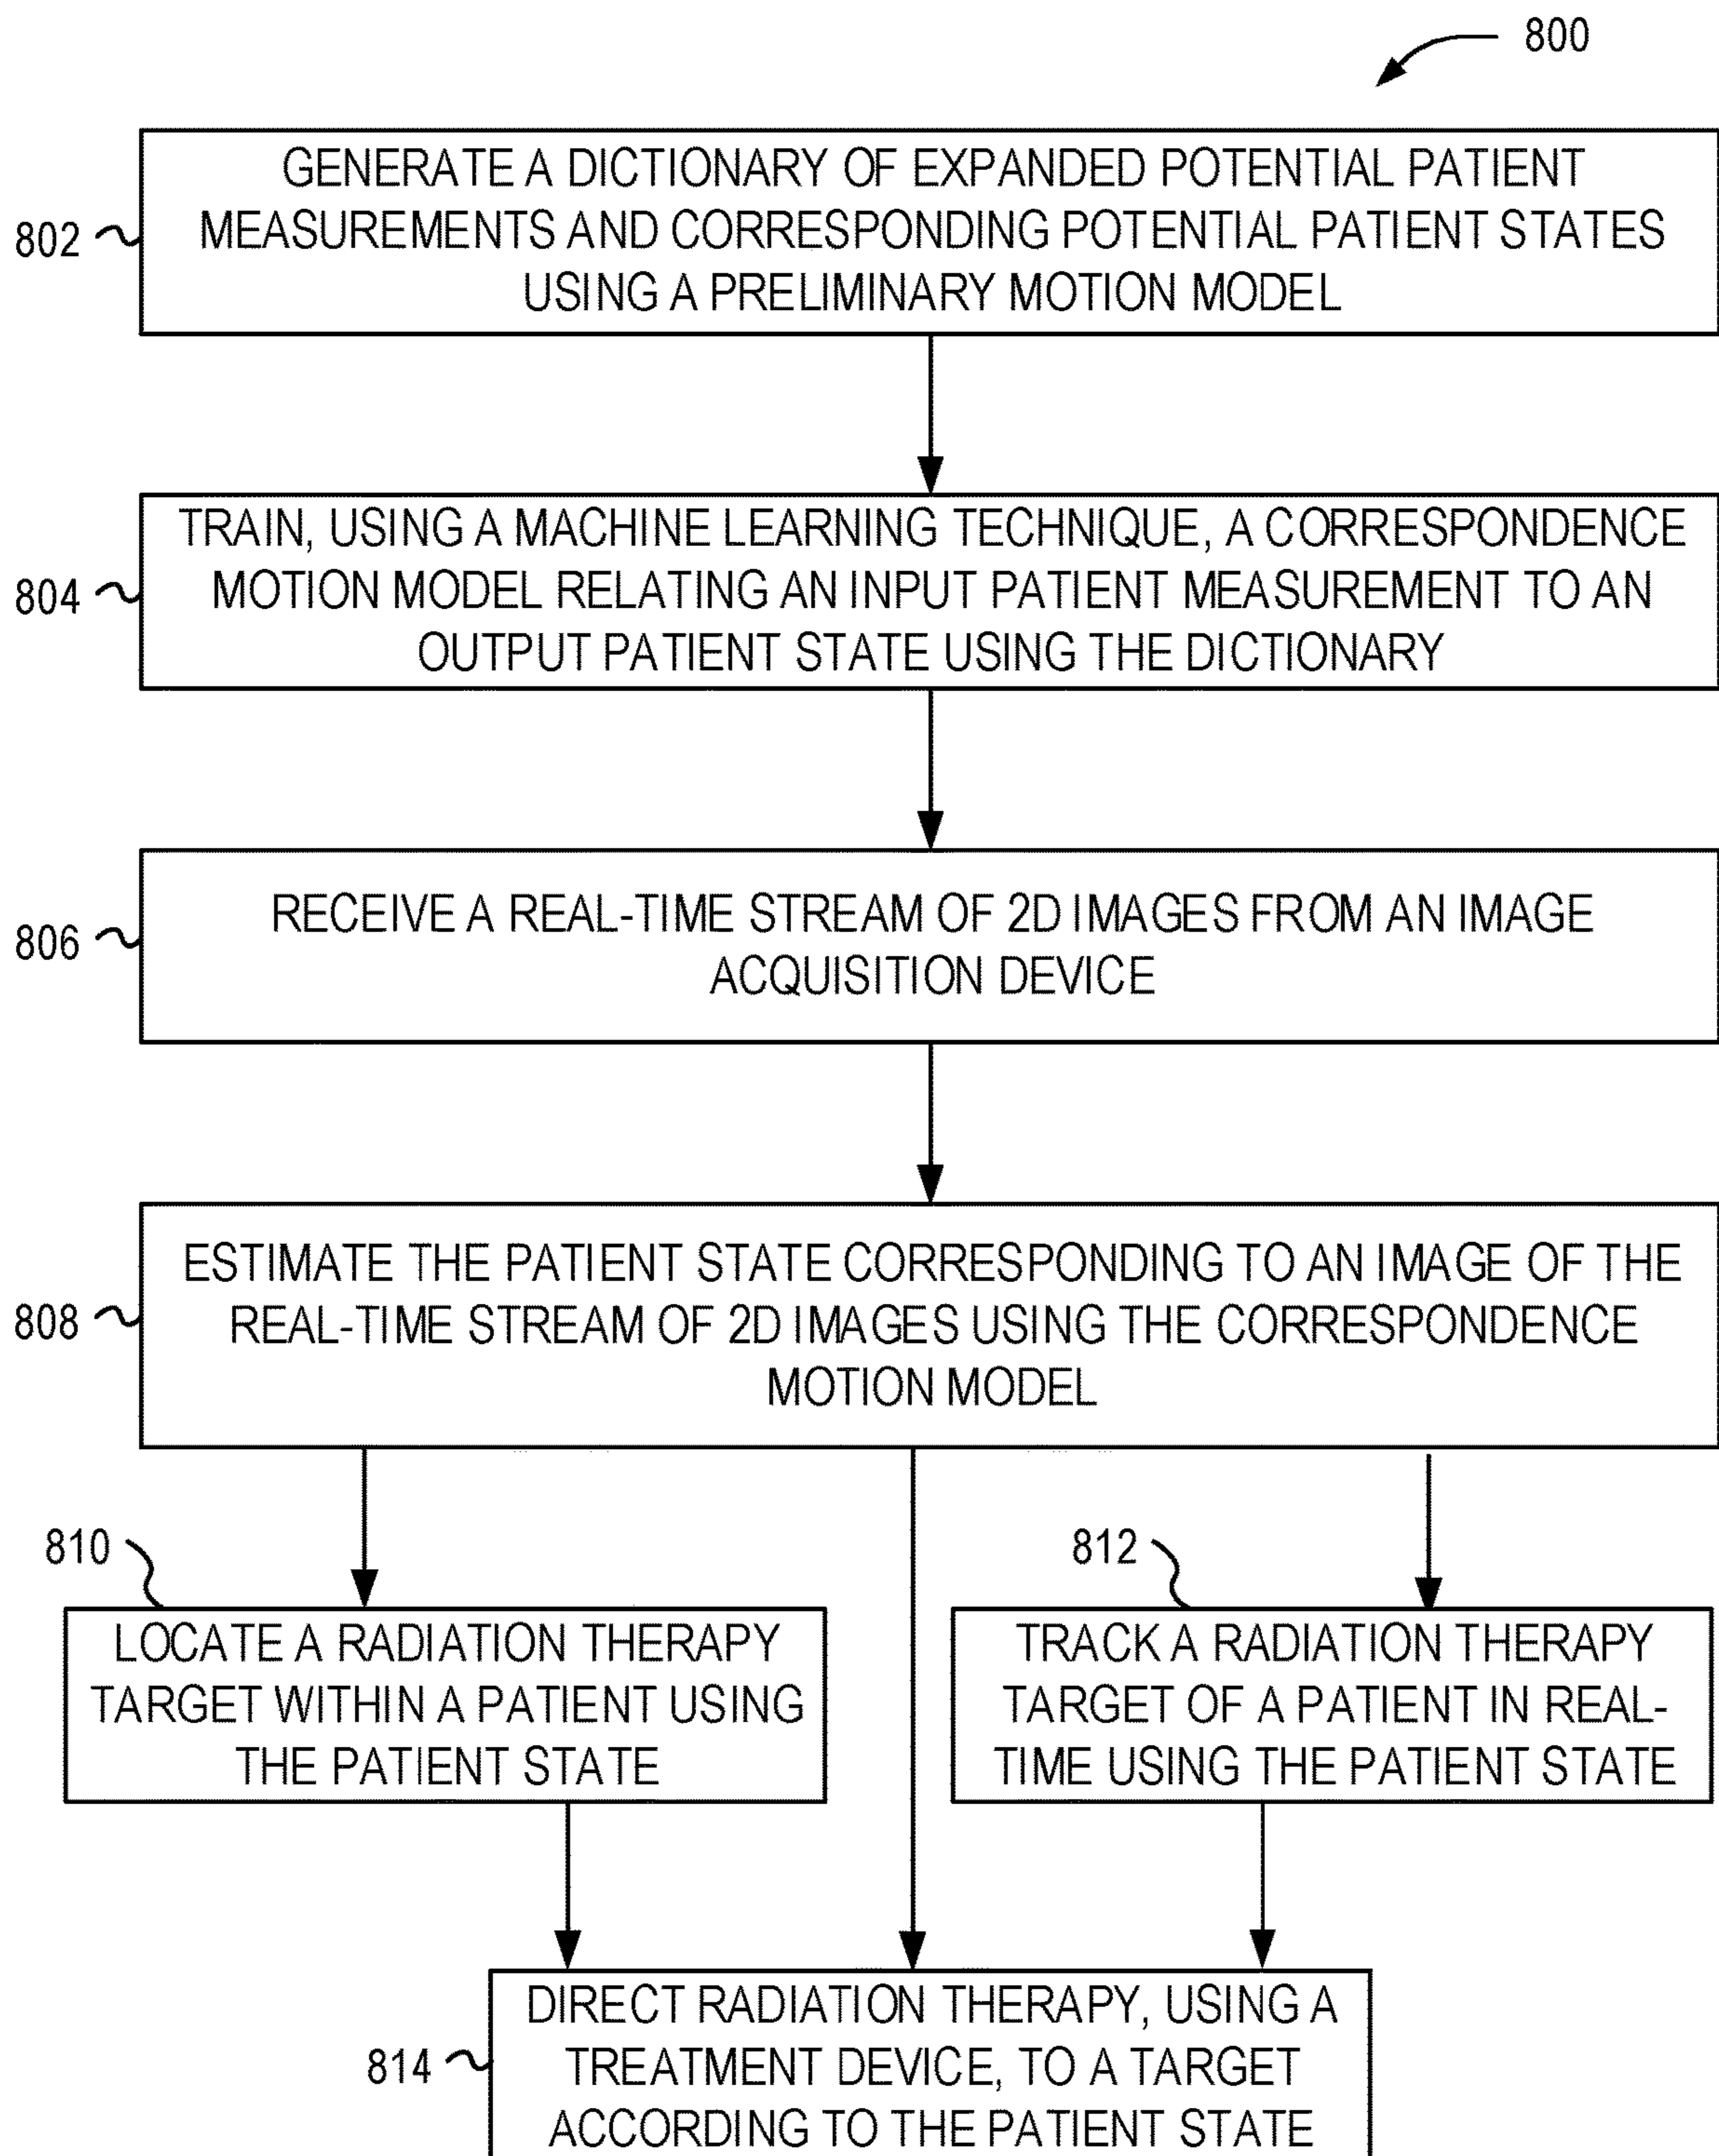 800
GENERATE A DICTIONARY OF EXPANDED POTENTIAL PATIENT
MEASUREMENTS AND CORRESPONDING POTENTIAL PATIENT STATES
USING A PRELIMINARY MOTION MODEL
802
TRAIN, USING A MACHINE LEARNING TECHNIQUE, A CORRESPONDENCE
MOTION MODEL RELATING AN INPUT PATIENT MEASUREMENT TO AN
OUTPUT PATIENT STATE USING THE DICTIONARY
804
RECEIVE A REAL-TIME STREAM OF 2D IMAGES FROM AN IMAGE
ACQUISITION DEVICE
806
ESTIMATE THE PATIENT STATE CORRESPONDING TO AN IMAGE OF THE
REAL-TIME STREAM OF 2D IMAGES USING THE CORRESPONDENCE
MOTION MODEL
808
810
LOCATE A RADIATION THERAPY
TARGET WITHIN A PATIENT USING
THE PATIENT STATE
812
TRACK A RADIATION THERAPY
TARGET OF A PATIENT IN REAL-
TIME USING THE PATIENT STATE
DIRECT RADIATION THERAPY, USING A
TREATMENT DEVICE, TO A TARGET
ACCORDING TO THE PATIENT STATE
814